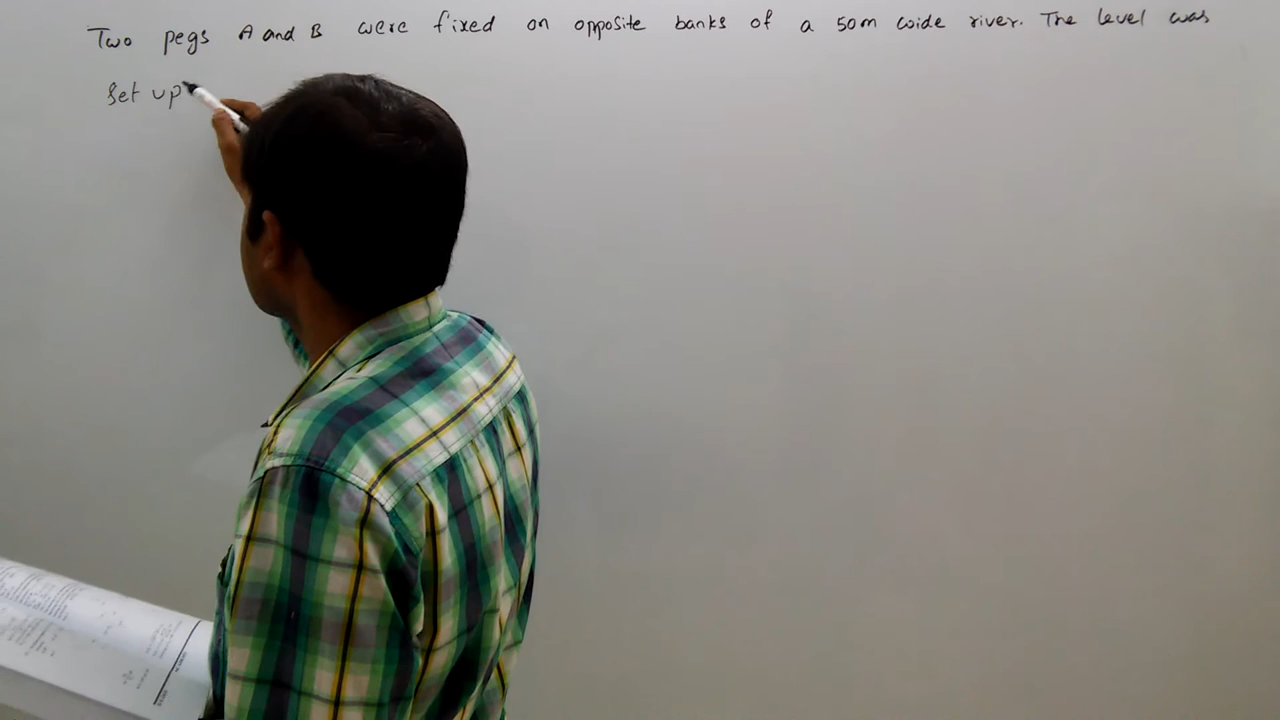 Two pegs A and B were fixed on opposite banks of a 50m wide river. The level was
Set up